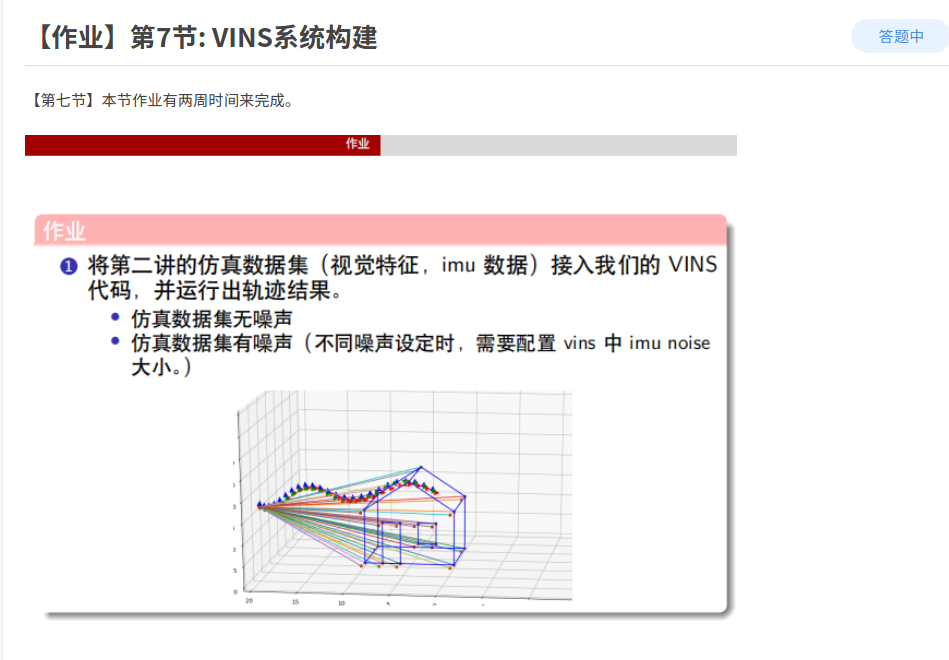 【作业】第7节: VINS系统构建
答题中
【第七节】本节作业有两周时间来完成。
作业
作业
1 将第二讲的仿真数据集（视觉特征，imu 数据）接入我们的 VINS
代码，并运行出轨迹结果。
• 仿真数据集无噪声
• 仿真数据集有噪声（不同噪声设定时，需要配置 vins 中 imu noise
大小。）
20 15 10